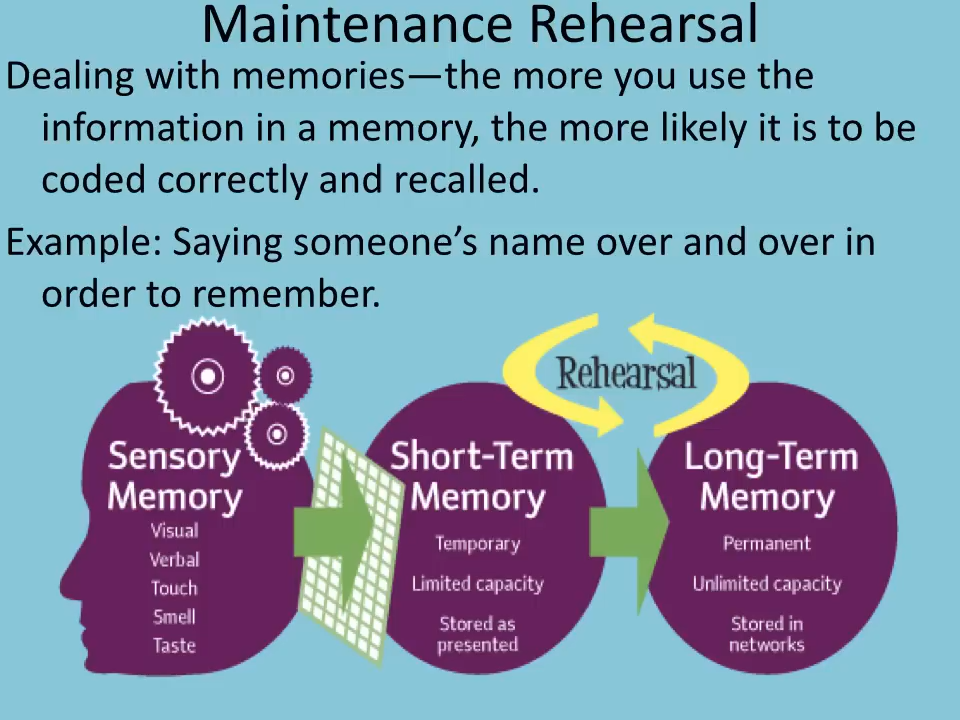 Maintenance Rehearsal
Dealing with memories—the more you use the
information in a memory, the more likely it is to be
coded correctly and recalled.
Example: Saying someone’s name over and over in
order to remember.
Rehearsal
Sensory
Memory
Visual
Verbal
Touch
Smell
Taste
Short-Term
Memory
Temporary
Limited capacity
Stored as
presented
Long-Term
Memory
Permanent
Unlimited capacity
Stored in
networks